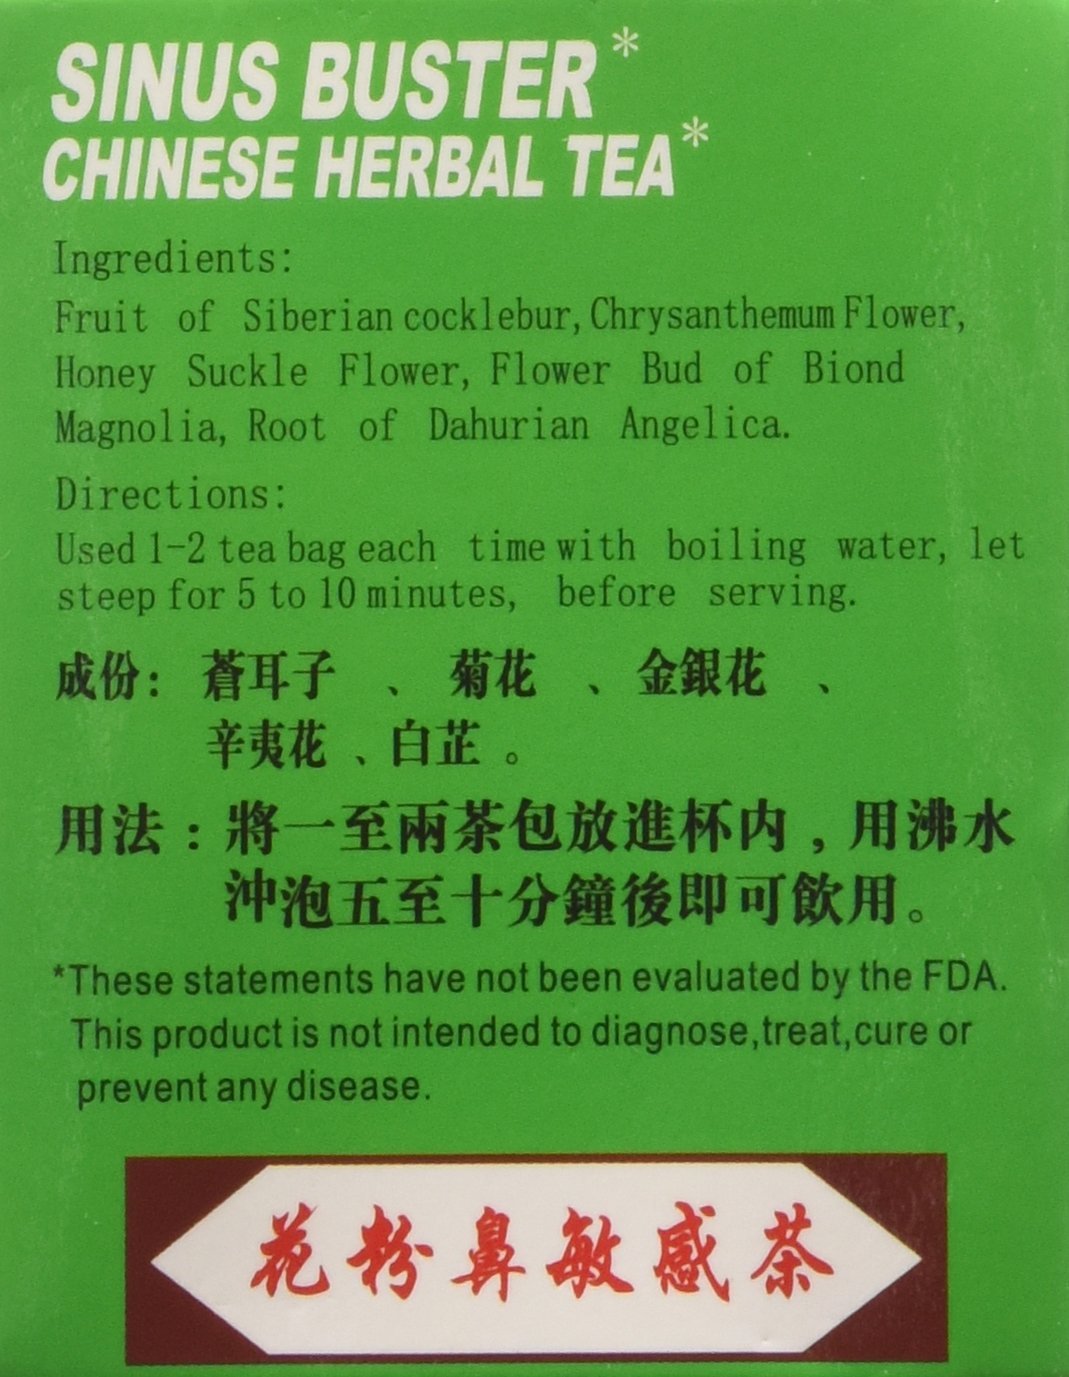 SINUS BUSTER*
CHINESE HERBAL TEA*
Ingredients:
Fruit of Siberian cocklebur, Chrysanthemum Flower,
Honey Suckle Flower, Flower Bud of Biond
Magnolia, Root of Dahurian Angelica.
Directions:
Used 1-2 tea bag each time with boiling water, let
steep for 5 to 10 minutes, before serving.
成份: 蒼耳子 、 菊花 、 金銀花 、
辛夷花 、白芷 。
用法 : 將一至兩茶包放進杯内 , 用沸水
沖泡五至十分鐘後即可飲用。
*These statements have not been evaluated by the FDA.
This product is not intended to diagnose,treat,cure or
prevent any disease.
花粉鼻敏感茶